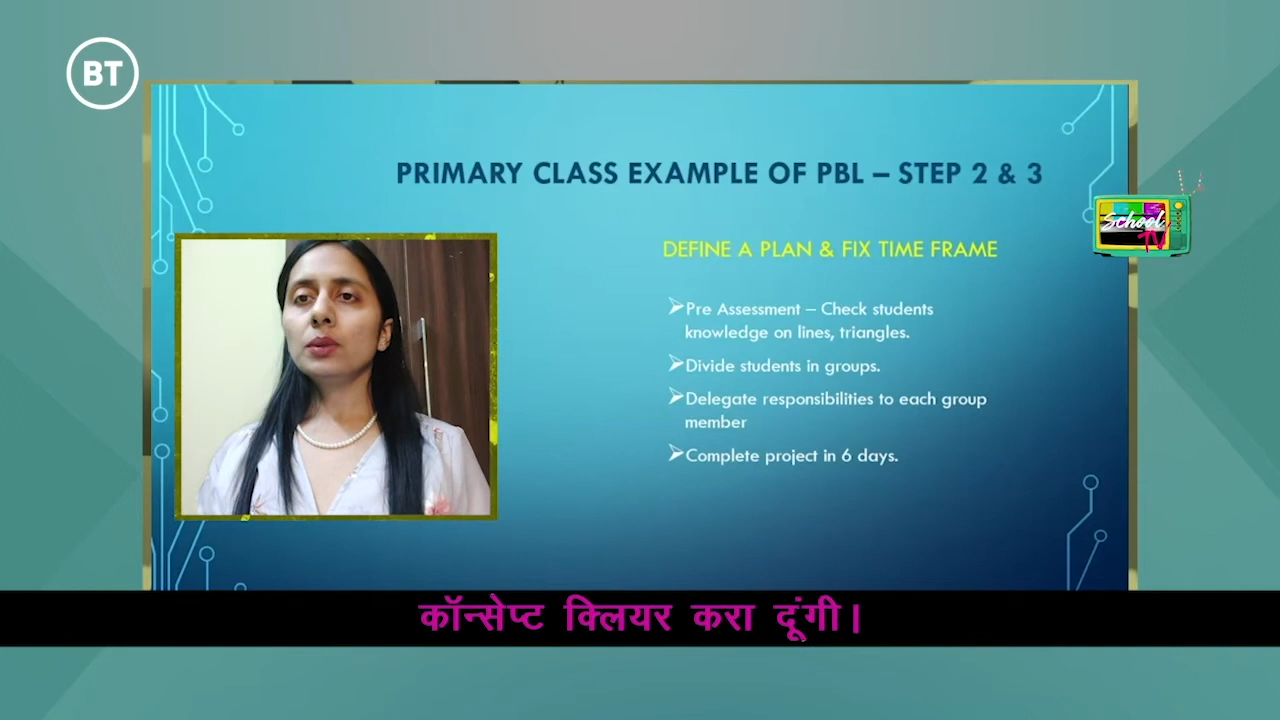 BT
PRIMARY CLASS EXAMPLE OF PBL – STEP 2 & 3
School
TV
DEFINE A PLAN & FIX TIME FRAME
➢Pre Assessment – Check students
knowledge on lines, triangles.
➢Divide students in groups.
➢Delegate responsibilities to each group
member
➢Complete project in 6 days.
कॉन्सेप्ट क्लियर करा दूंगी।